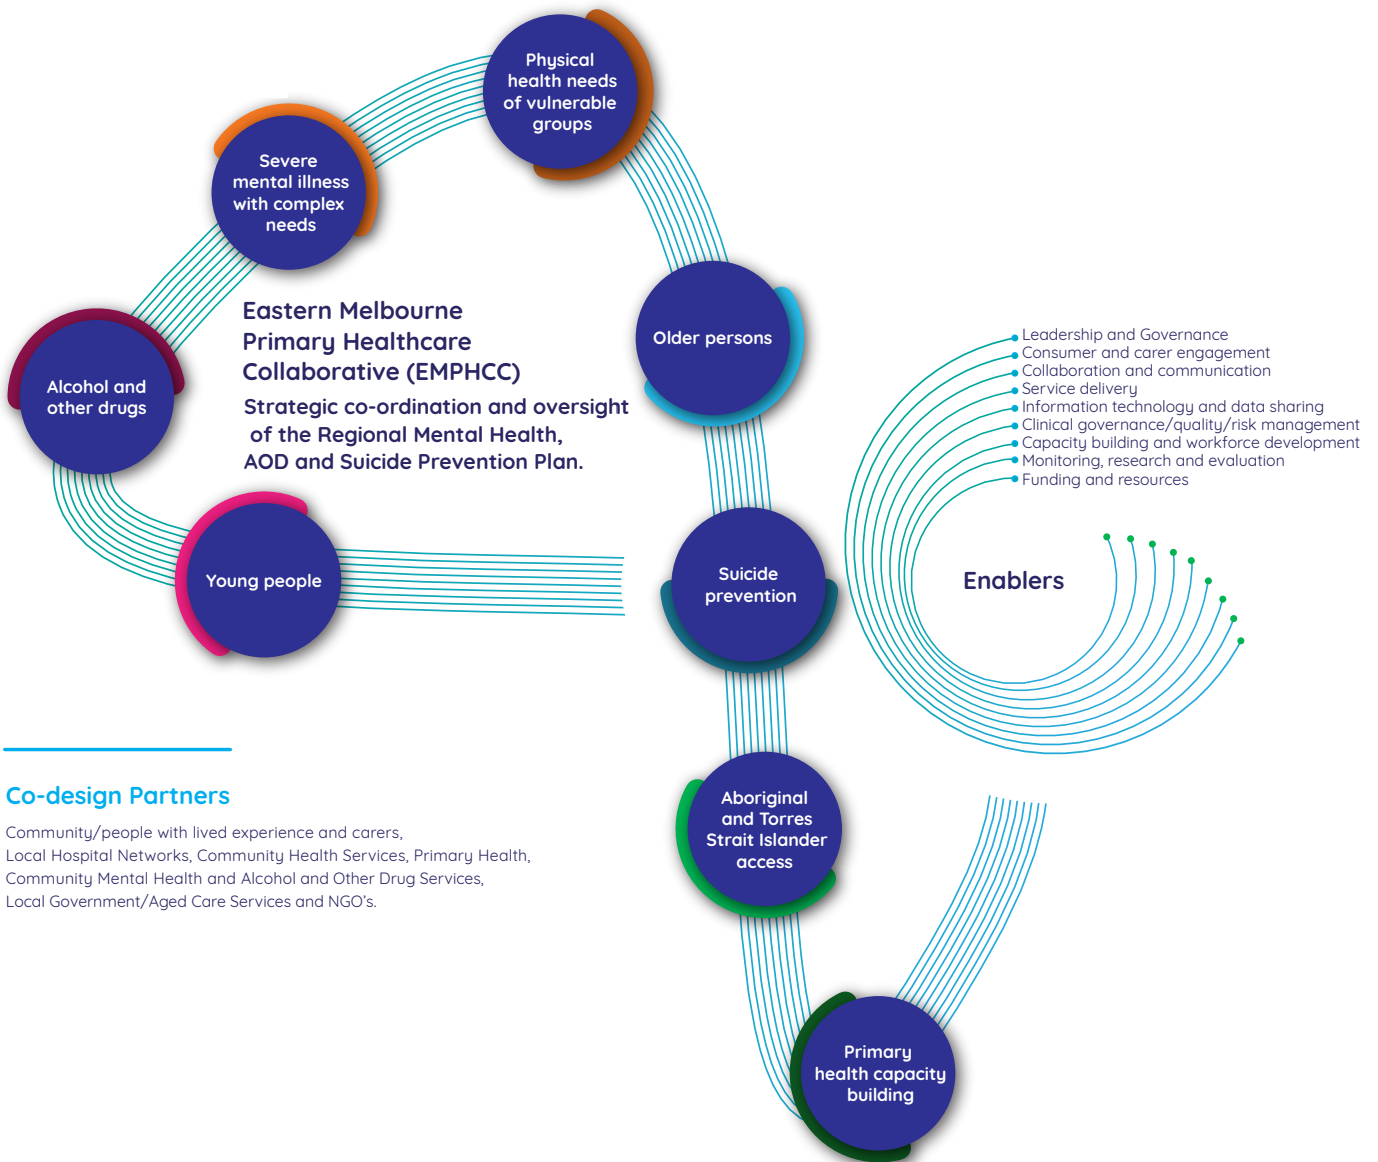 Physical
health needs
of vulnerable
groups
Severe
mental illness
with complex
needs
Eastern Melbourne
Primary Healthcare
Collaborative (EMPHCC)
Strategic co-ordination and oversight
of the Regional Mental Health,
AOD and Suicide Prevention Plan.
Older persons
Alcohol and
other drugs
Leadership and Governance
Consumer and carer engagement
Collaboration and communication
Service delivery
Information technology and data sharing
Clinical governance/quality/risk management
Capacity building and workforce development
Monitoring, research and evaluation
Funding and resources
Young people
Suicide
prevention
Enablers
Co-design Partners
Community/people with lived experience and carers,
Local Hospital Networks, Community Health Services, Primary Health,
Community Mental Health and Alcohol and Other Drug Services,
Local Government/Aged Care Services and NGO's.
Aboriginal
and Torres
Strait Islander
access
Primary
health capacity
building